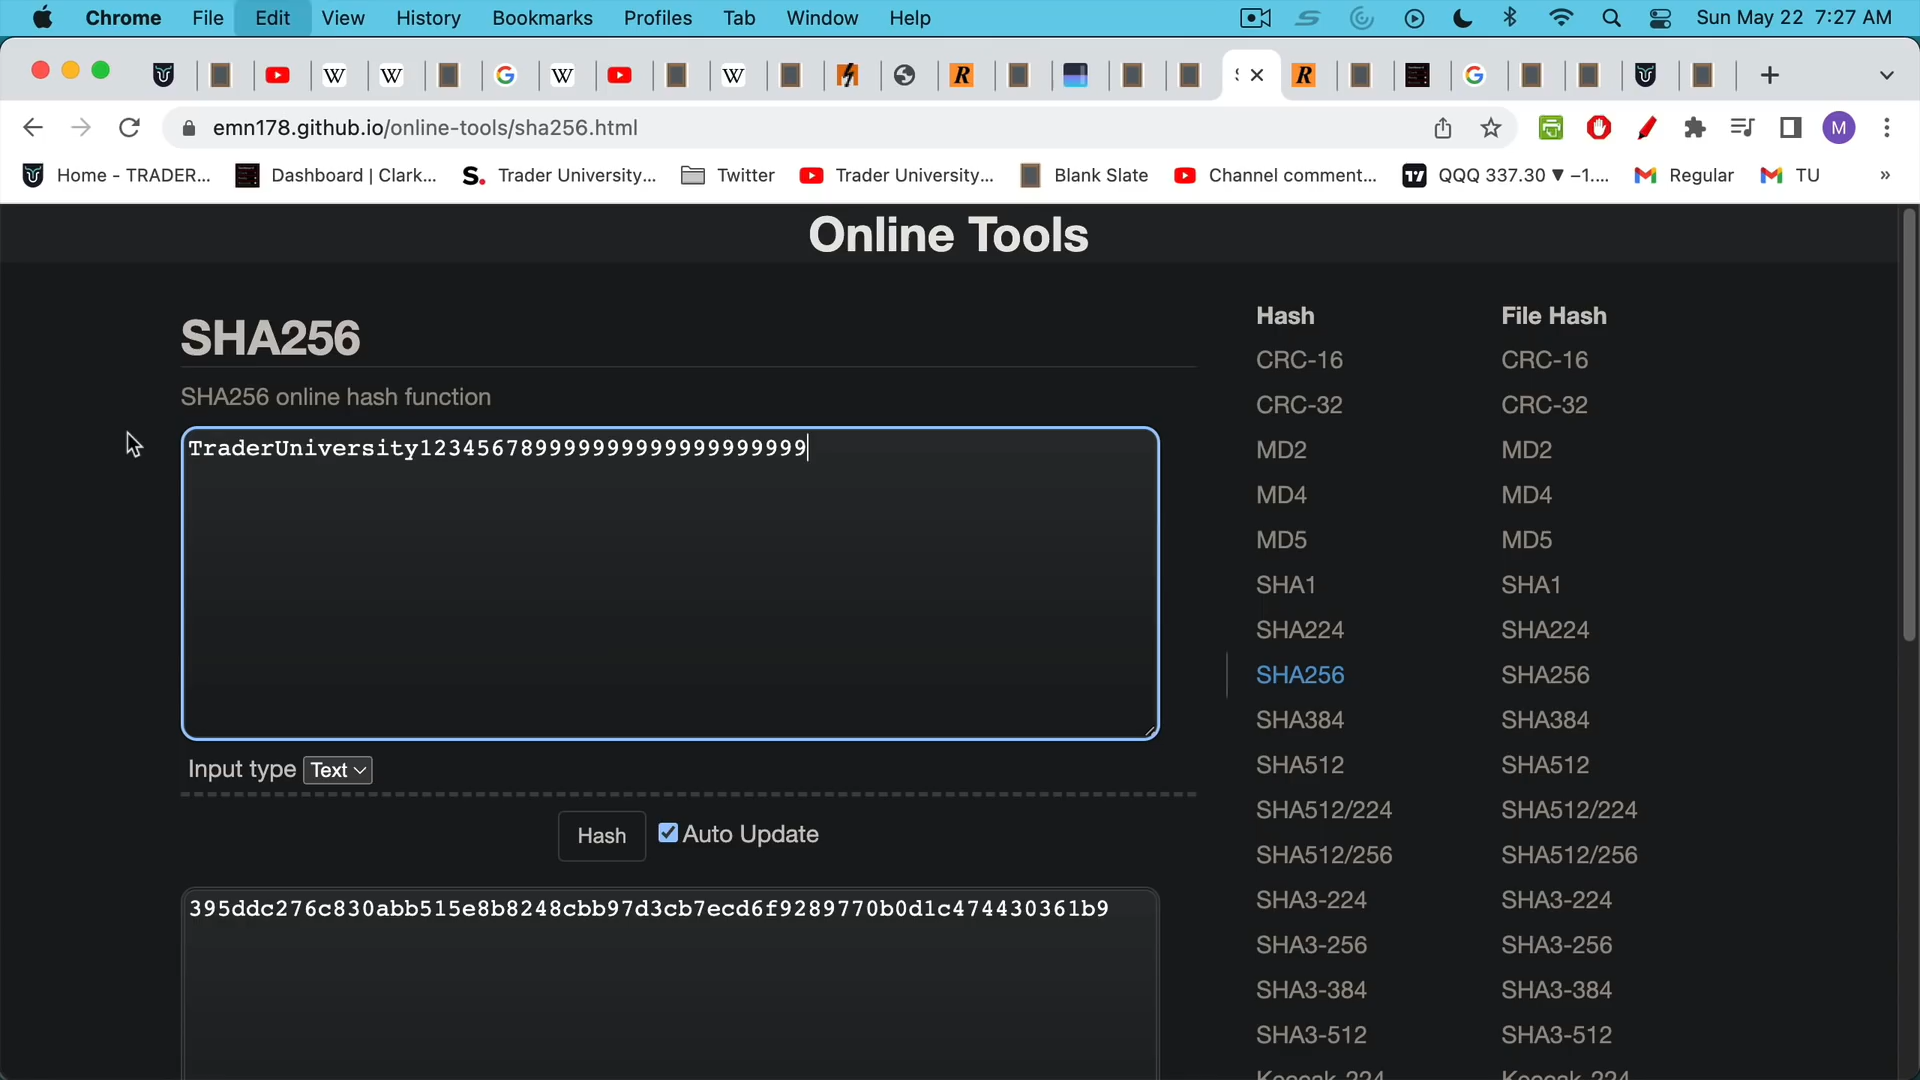 Chrome File Edit View History Bookmarks Profiles Tab Window Help Sun May 22 7:27 AM
emn178.github.io/online-tools/sha256.html M
Home - TRADER... Dashboard | Clark... Trader University... Twitter Trader University... Blank Slate Channel comment... QQQ 337.30 ▼ −1.... Regular TU »
Online Tools
SHA256
SHA256 online hash function
TraderUniversity123456789999999999999999999
Input type Text
Hash Auto Update
395ddc276c830abb515e8b8248cbb97d3cb7ecd6f9289770b0d1c474430361b9
Hash File Hash
CRC-16 CRC-16
CRC-32 CRC-32
MD2 MD2
MD4 MD4
MD5 MD5
SHA1 SHA1
SHA224 SHA224
SHA256 SHA256
SHA384 SHA384
SHA512 SHA512
SHA512/224 SHA512/224
SHA512/256 SHA512/256
SHA3-224 SHA3-224
SHA3-256 SHA3-256
SHA3-384 SHA3-384
SHA3-512 SHA3-512
Keccak-224 Keccak-224